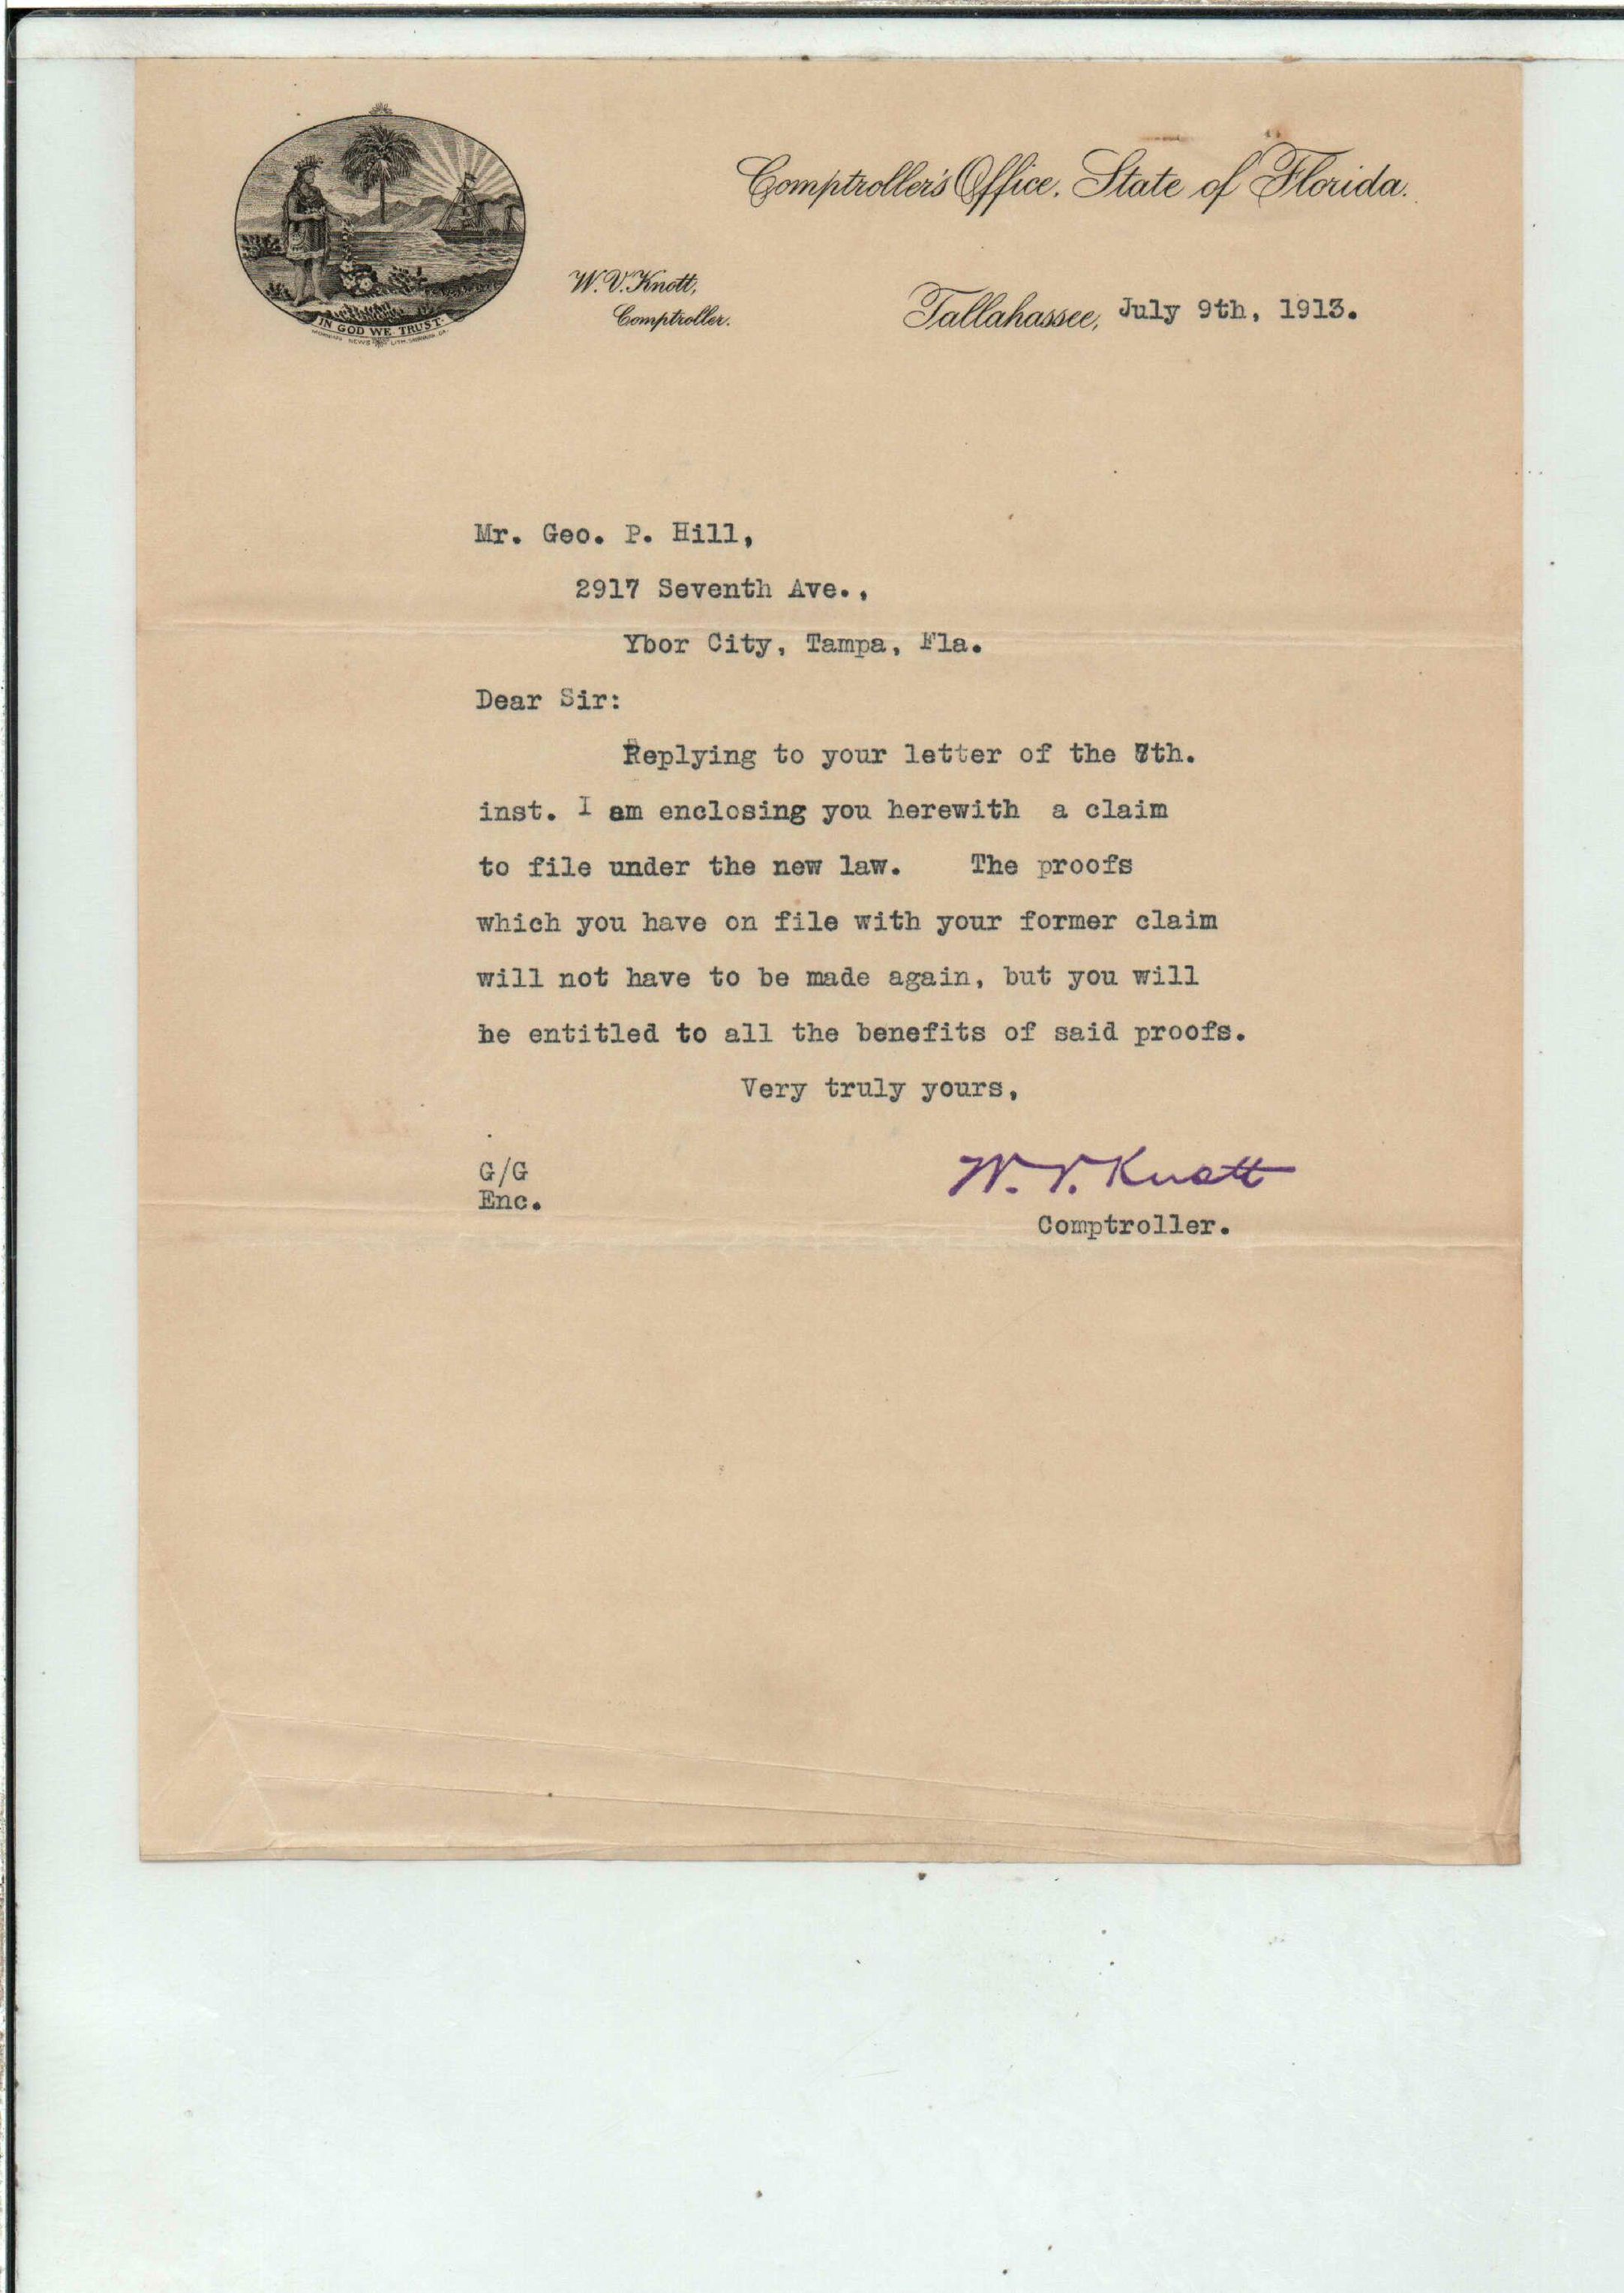 Comptroller's Office, State of Florida.
W. V. Knott,
Comptroller.
Tallahassee, July 9th, 1913.
IN GOD WE TRUST
Mr. Geo. P. Hill,
2917 Seventh Ave.,
Ybor City, Tampa, Fla.
Dear Sir:
Replying to your letter of the 7th.
inst. I am enclosing you herewith a claim
to file under the new law. The proofs
which you have on file with your former claim
will not have to be made again, but you will
be entitled to all the benefits of said proofs.
Very truly yours,
G/G
Enc.
W. V. Knott
Comptroller.